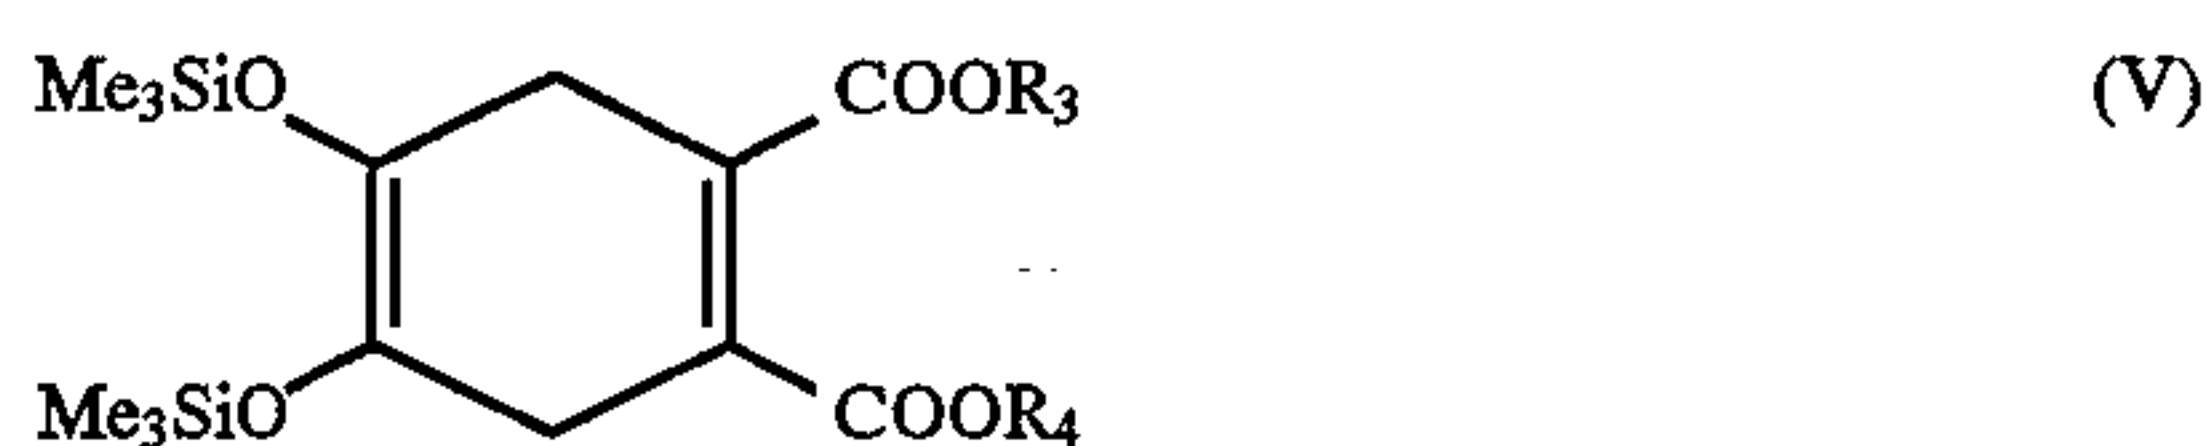 Me₃SiO COOR₃ (V)
Me₃SiO COOR₄